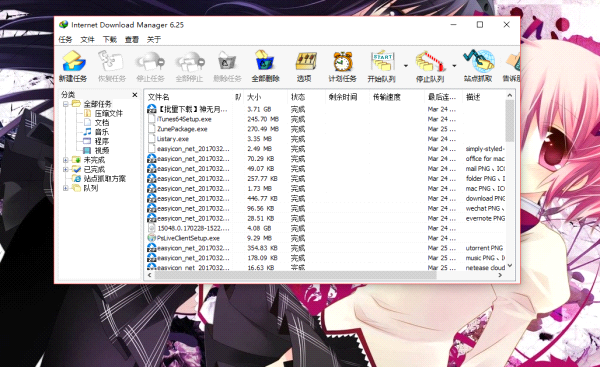 Internet Download Manager 6.25
任务 文件 下载 查看 关于
新建任务 恢复任务 停止任务 全部停止 删除任务 全部删除 选项 计划任务 开始队列 停止队列 站点抓取 告诉朋
分类
全部任务
压缩文件
文档
音乐
程序
视频
未完成
已完成
站点抓取方案
队列
文件名 队 大小 状态 剩余时间 传输速度 最后连... 描述
【批量下载】神无月... 3.71 GB 完成 Mar 24 ...
iTunes64Setup.exe 245.70 MB 完成 Mar 24 ...
ZunePackage.exe 270.49 MB 完成 Mar 24 ...
Listary.exe 3.35 MB 完成 Mar 24 ...
easyicon_net_2017032... 2.49 MB 完成 Mar 24 ... simply-styled-
easyicon_net_2017032... 70.29 KB 完成 Mar 24 ... office for mac
easyicon_net_2017032... 49.07 KB 完成 Mar 24 ... mail PNG 、ICO
easyicon_net_2017032... 257.77 KB 完成 Mar 24 ... folder PNG 、I
easyicon_net_2017032... 1.73 MB 完成 Mar 24 ... mac PNG 、ICO
easyicon_net_2017032... 446.77 KB 完成 Mar 24 ... download PNG
easyicon_net_2017032... 96.56 KB 完成 Mar 24 ... wechat PNG 、
easyicon_net_2017032... 28.51 KB 完成 Mar 24 ... evernote PNG
15048.0.170228-1522... 4.08 GB 完成 Mar 24 ...
PsLiveClientSetup.exe 9.29 MB 完成 Mar 24 ...
easyicon_net_2017032... 354.83 KB 完成 Mar 25 ... utorrent PNG
easyicon_net_2017032... 178.09 KB 完成 Mar 25 ... music PNG 、I
easyicon_net_2017032... 16.63 KB 完成 Mar 25 ... netease cloud